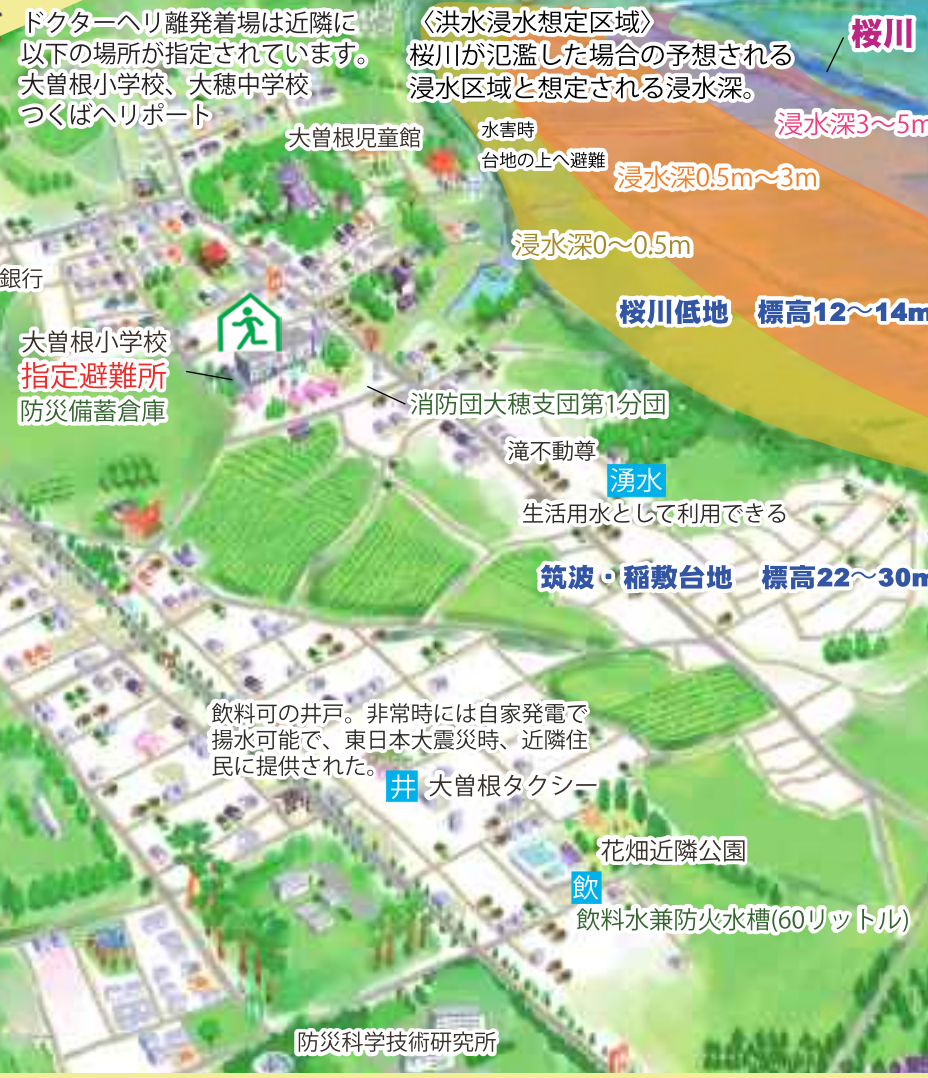 ドクターヘリ離発着場は近隣に
以下の場所が指定されています。
大曽根小学校、大穂中学校
つくばヘリポート
〈洪水浸水想定区域〉
桜川が氾濫した場合の予想される
浸水区域と想定される浸水深。
桜川
浸水深3〜5m
大曽根児童館
水害時
台地の上へ避難
浸水深0.5m〜3m
浸水深0〜0.5m
銀行
桜川低地　標高12〜14m
大曽根小学校
指定避難所
防災備蓄倉庫
消防団大穂支団第1分団
滝不動尊
湧水
生活用水として利用できる
筑波・稲敷台地　標高22〜30m
飲料可の井戸。非常時には自家発電で
揚水可能で、東日本大震災時、近隣住
民に提供された。
井 大曽根タクシー
花畑近隣公園
飲
飲料水兼防火水槽(60リットル)
防災科学技術研究所